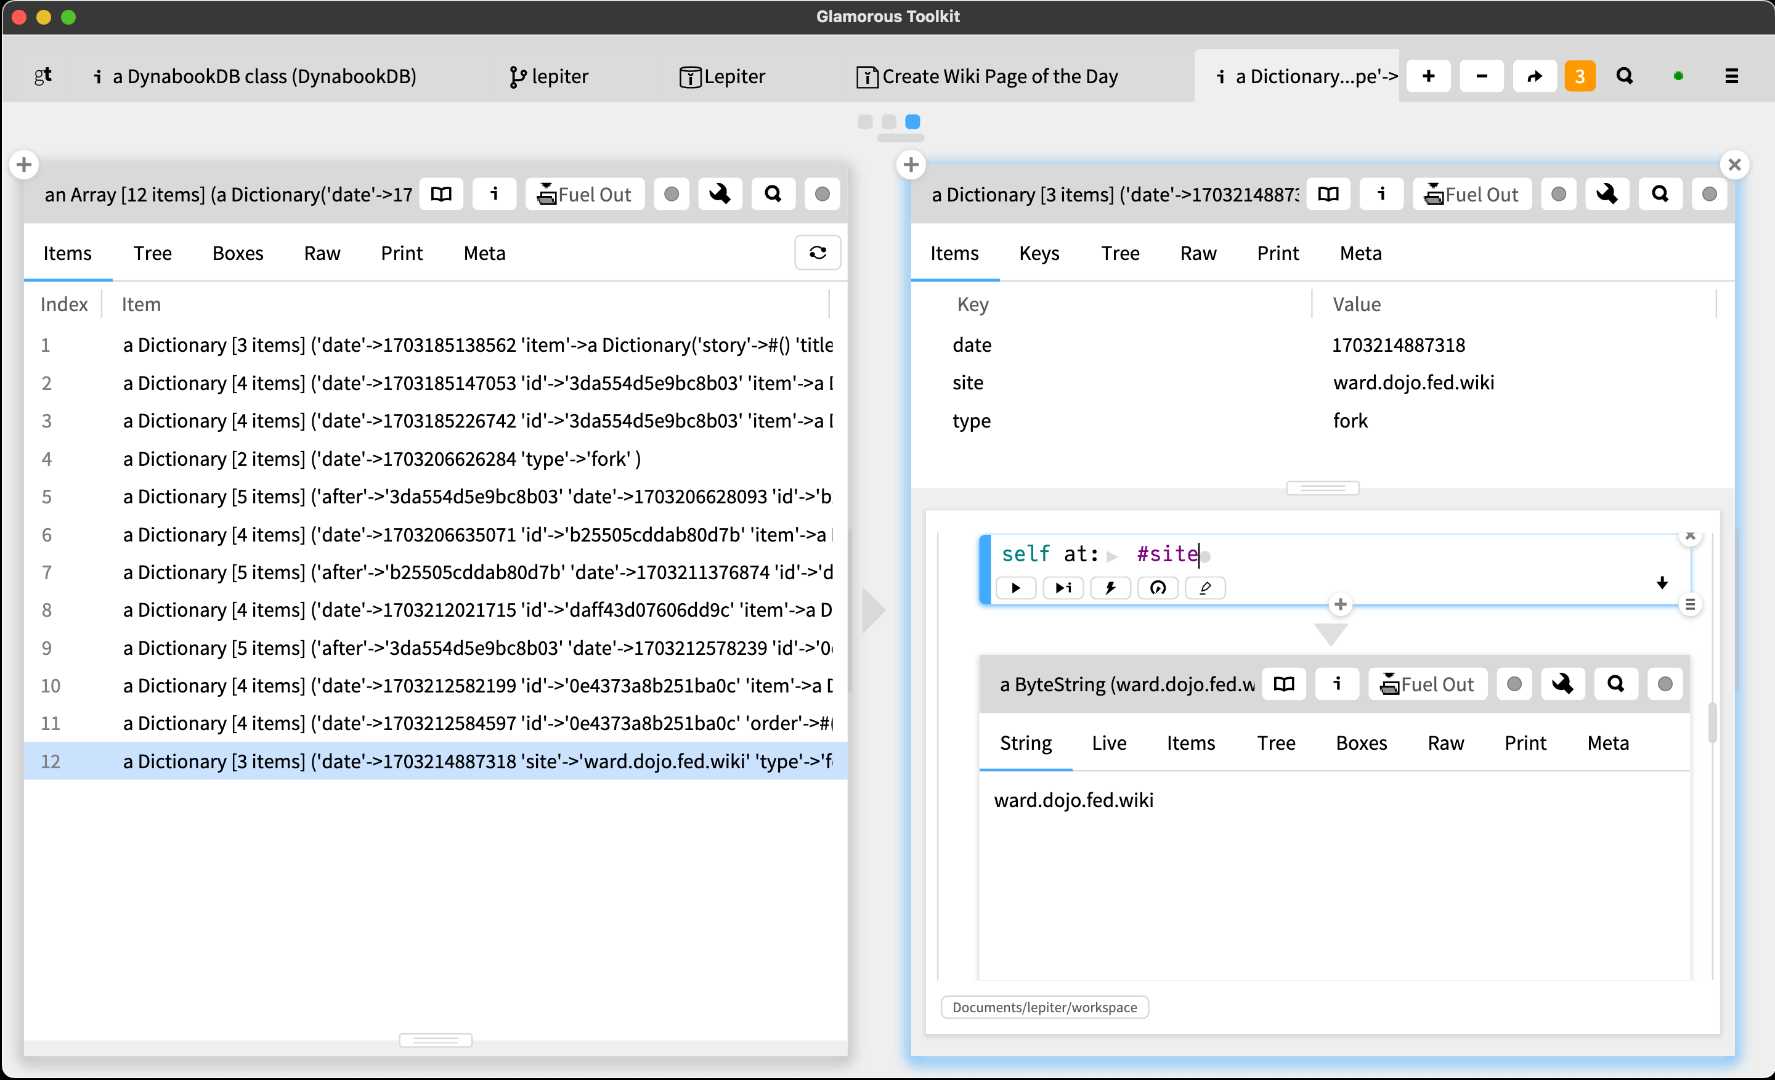 Glamorous Toolkit
gt
i a DynabookDB class (DynabookDB)
lepiter
Lepiter
Create Wiki Page of the Day
i a Dictionary...pe'->
+ - 3
an Array [12 items] (a Dictionary('date'->17
i
Fuel Out
Items Tree Boxes Raw Print Meta
Index Item
1 a Dictionary [3 items] ('date'->1703185138562 'item'->a Dictionary('story'->#() 'title
2 a Dictionary [4 items] ('date'->1703185147053 'id'->'3da554d5e9bc8b03' 'item'->a D
3 a Dictionary [4 items] ('date'->1703185226742 'id'->'3da554d5e9bc8b03' 'item'->a D
4 a Dictionary [2 items] ('date'->1703206626284 'type'->'fork' )
5 a Dictionary [5 items] ('after'->'3da554d5e9bc8b03' 'date'->1703206628093 'id'->'b
6 a Dictionary [4 items] ('date'->1703206635071 'id'->'b25505cddab80d7b' 'item'->a
7 a Dictionary [5 items] ('after'->'b25505cddab80d7b' 'date'->1703211376874 'id'->'d
8 a Dictionary [4 items] ('date'->1703212021715 'id'->'daff43d07606dd9c' 'item'->a D
9 a Dictionary [5 items] ('after'->'3da554d5e9bc8b03' 'date'->1703212578239 'id'->'0
10 a Dictionary [4 items] ('date'->1703212582199 'id'->'0e4373a8b251ba0c' 'item'->a D
11 a Dictionary [4 items] ('date'->1703212584597 'id'->'0e4373a8b251ba0c' 'order'->#(
12 a Dictionary [3 items] ('date'->1703214887318 'site'->'ward.dojo.fed.wiki' 'type'->'f
a Dictionary [3 items] ('date'->1703214887
i
Fuel Out
Items Keys Tree Raw Print Meta
Key Value
date 1703214887318
site ward.dojo.fed.wiki
type fork
self at: #site
i
a ByteString (ward.dojo.fed.w
i
Fuel Out
String Live Items Tree Boxes Raw Print Meta
ward.dojo.fed.wiki
Documents/lepiter/workspace